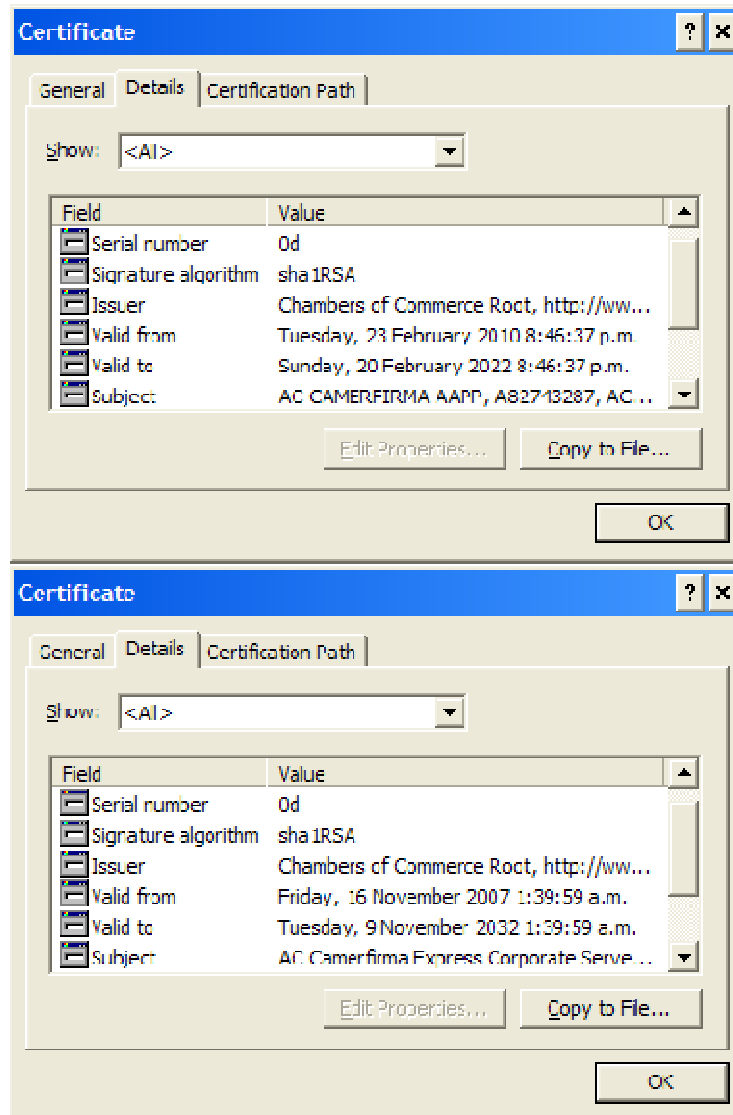 Certificate ?
General Details Certification Path
Show: <All>
Field Value
Serial number 0d
Signature algorithm sha1RSA
Issuer Chambers of Commerce Root, http://ww...
Valid from Tuesday, 23 February 2010 8:46:37 p.m.
Valid to Sunday, 20 February 2022 8:46:37 p.m.
Subject AC CAMERFIRMA AAPP, A82743287, AC...
Edit Properties... Copy to File...
OK
Certificate ?
General Details Certification Path
Show: <All>
Field Value
Serial number 0d
Signature algorithm sha1RSA
Issuer Chambers of Commerce Root, http://ww...
Valid from Friday, 16 November 2007 1:39:59 a.m.
Valid to Tuesday, 9 November 2032 1:39:59 a.m.
Subject AC Camerfirma Express Corporate Serve...
Edit Properties... Copy to File...
OK